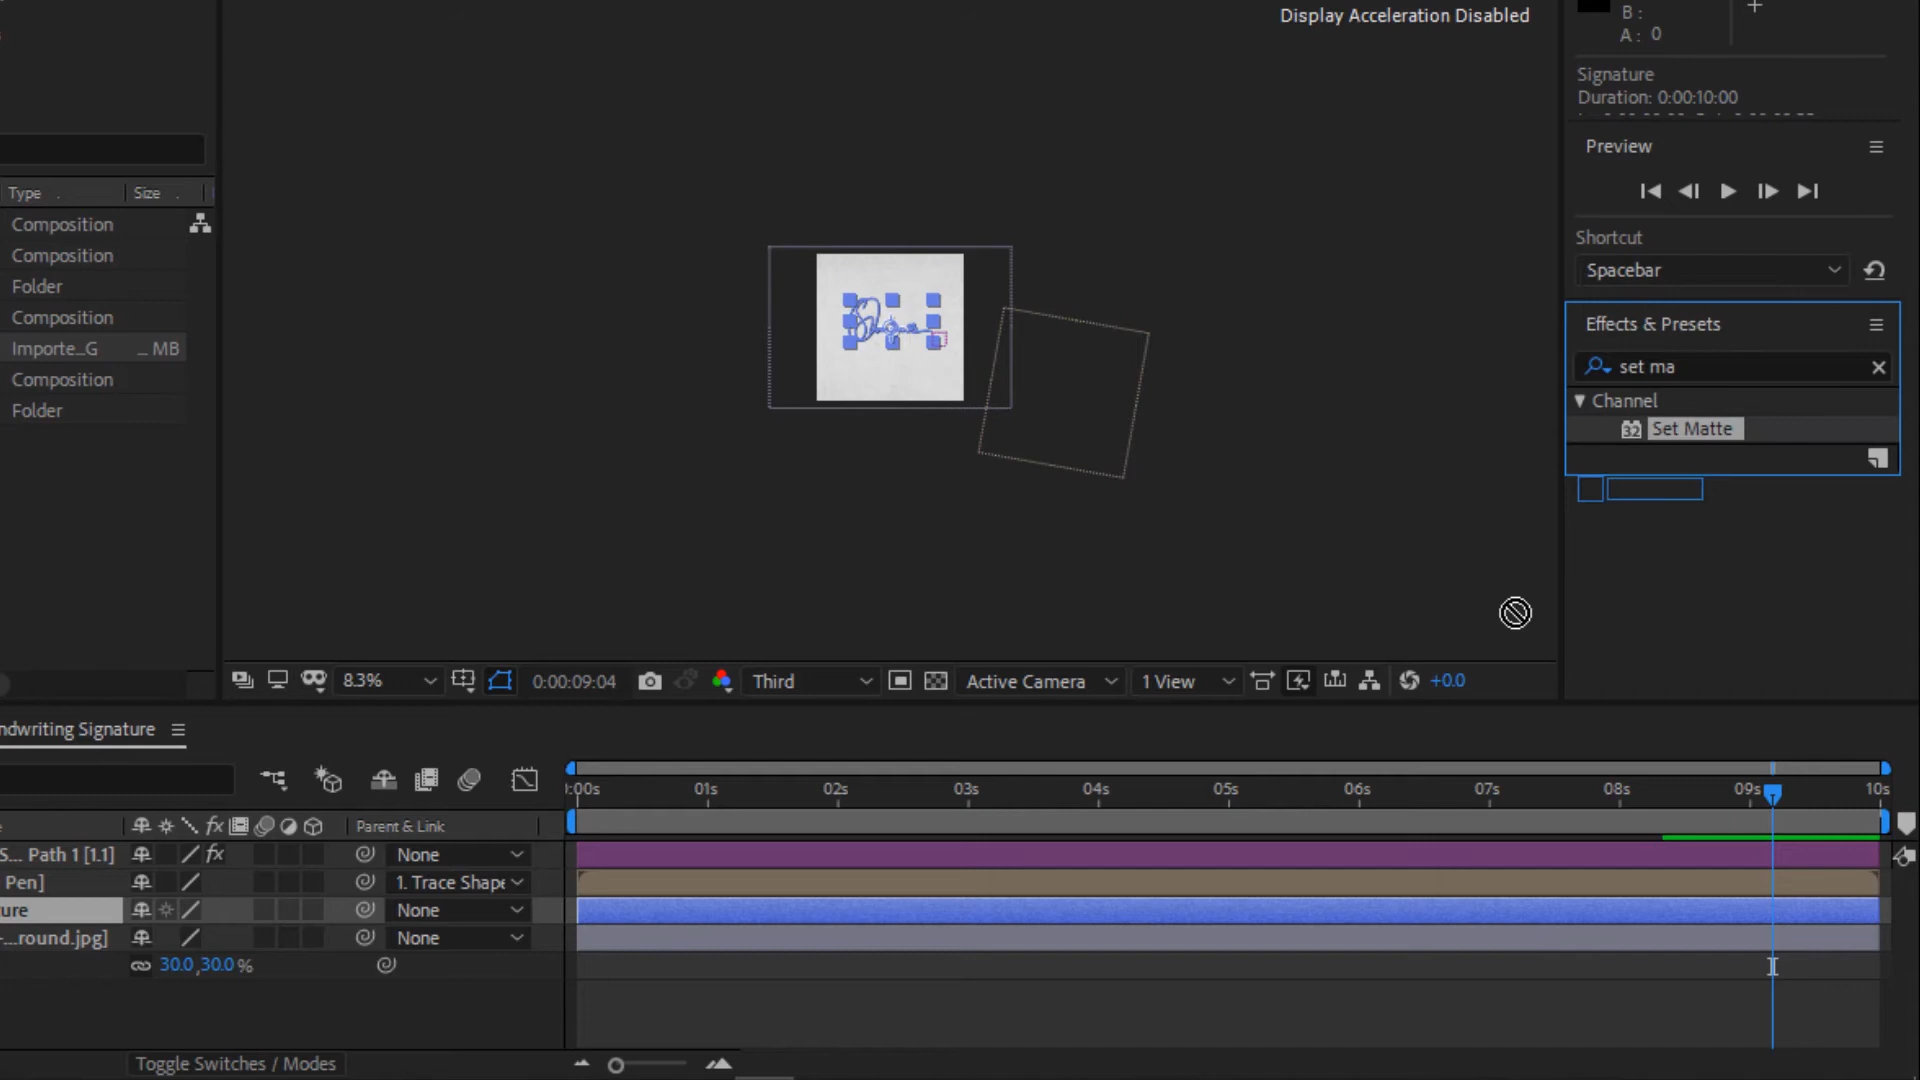 Display Acceleration Disabled
B :
A : 0
Signature
Duration: 0:00:10:00
Preview
Shortcut
Spacebar
Effects & Presets
set ma
Channel
32 Set Matte
Type
Size
Composition
Composition
Folder
Composition
Importe...G ... MB
Composition
Folder
8.3%
0:00:09:04
Third
Active Camera
1 View
+0.0
ndwriting Signature
:00s 01s 02s 03s 04s 05s 06s 07s 08s 09s 10s
fx
Parent & Link
S... Path 1 [1.1] fx None
Pen] 1. Trace Shape
ure None
-...round.jpg] None
30.0,30.0 %
Toggle Switches / Modes